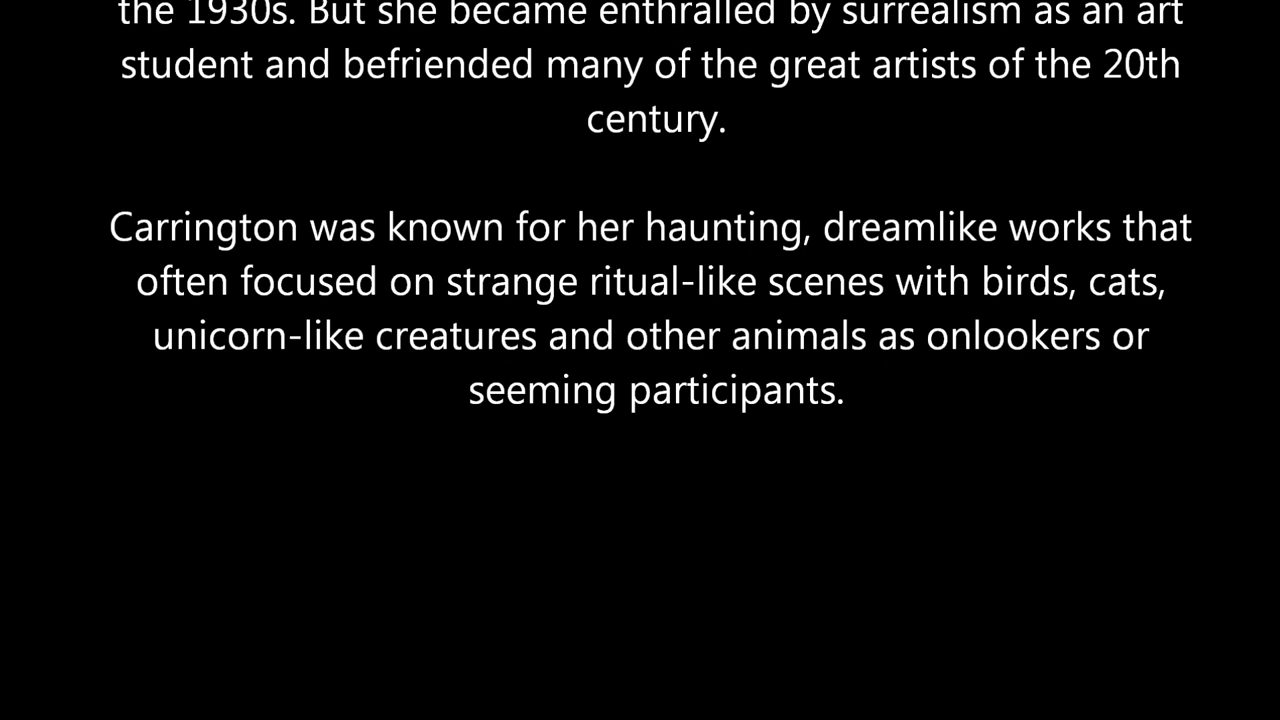 the 1930s. But she became enthralled by surrealism as an art
student and befriended many of the great artists of the 20th
century.
Carrington was known for her haunting, dreamlike works that
often focused on strange ritual-like scenes with birds, cats,
unicorn-like creatures and other animals as onlookers or
seeming participants.